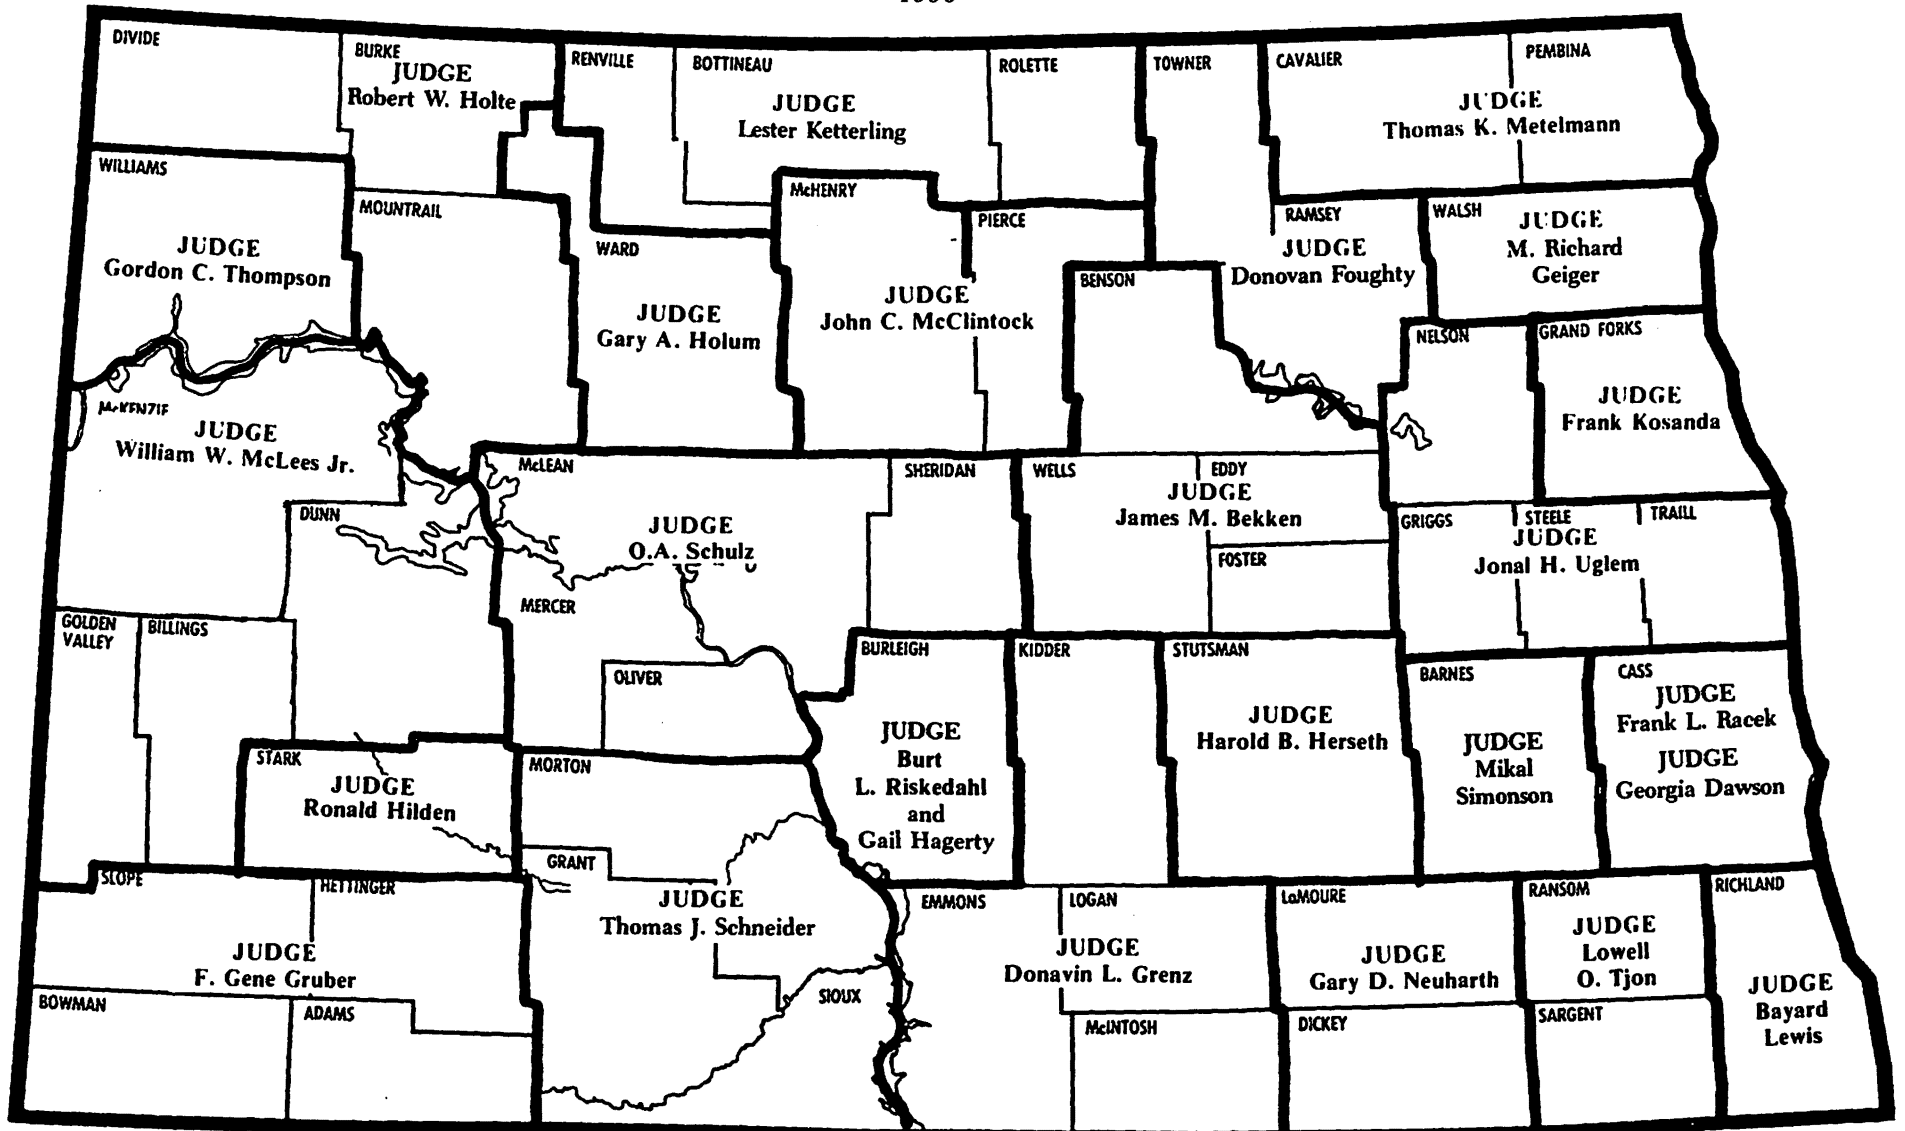 DIVIDE
BURKE
JUDGE
Robert W. Holte
RENVILLE
BOTTINEAU
JUDGE
Lester Ketterling
ROLETTE
TOWNER
CAVALIER
PEMBINA
JUDGE
Thomas K. Metelmann
WILLIAMS
JUDGE
Gordon C. Thompson
MOUNTRAIL
WARD
JUDGE
Gary A. Holum
McHENRY
PIERCE
JUDGE
John C. McClintock
BENSON
RAMSEY
JUDGE
Donovan Foughty
WALSH
JUDGE
M. Richard
Geiger
NELSON
GRAND FORKS
JUDGE
Frank Kosanda
McKENZIE
JUDGE
William W. McLees Jr.
DUNN
McLEAN
JUDGE
O.A. Schulz
MERCER
OLIVER
SHERIDAN
WELLS
EDDY
JUDGE
James M. Bekken
FOSTER
GRIGGS
STEELE
TRAILL
JUDGE
Jonal H. Uglem
GOLDEN
VALLEY
BILLINGS
STARK
JUDGE
Ronald Hilden
MORTON
GRANT
JUDGE
Thomas J. Schneider
SIOUX
BURLEIGH
JUDGE
Burt
L. Riskedahl
and
Gail Hagerty
KIDDER
STUTSMAN
JUDGE
Harold B. Herseth
BARNES
JUDGE
Mikal
Simonson
CASS
JUDGE
Frank L. Racek
JUDGE
Georgia Dawson
SLOPE
HETTINGER
JUDGE
F. Gene Gruber
BOWMAN
ADAMS
EMMONS
LOGAN
JUDGE
Donavin L. Grenz
McINTOSH
LaMOURE
JUDGE
Gary D. Neuharth
DICKEY
RANSOM
JUDGE
Lowell
O. Tjon
SARGENT
RICHLAND
JUDGE
Bayard
Lewis